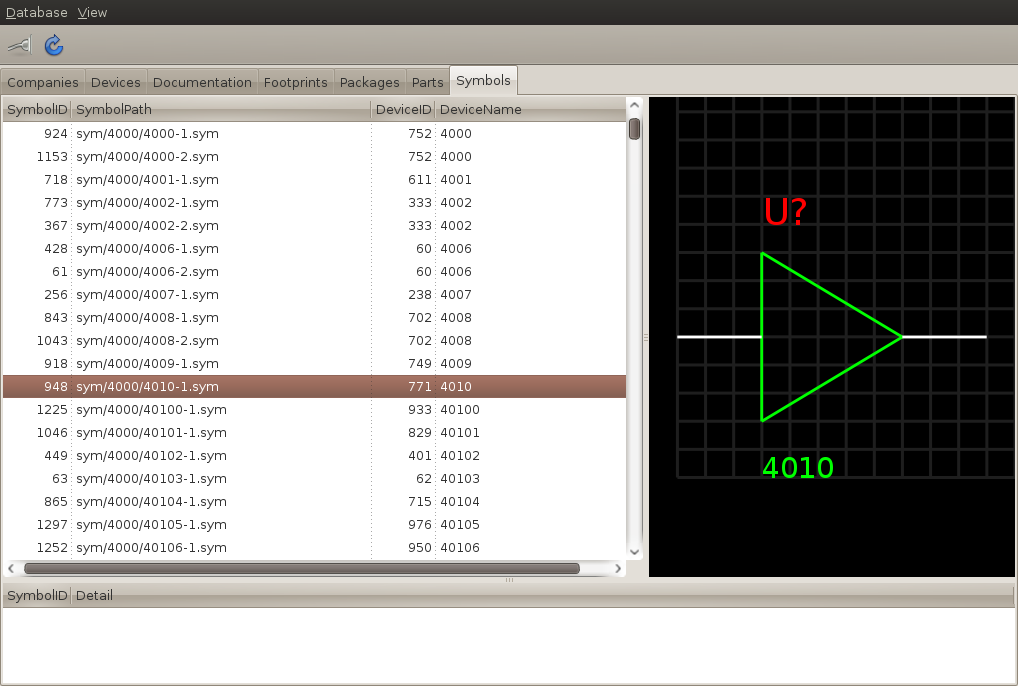 Database View
Companies Devices Documentation Footprints Packages Parts Symbols
SymbolID SymbolPath DeviceID DeviceName
924 sym/4000/4000-1.sym 752 4000
1153 sym/4000/4000-2.sym 752 4000
718 sym/4000/4001-1.sym 611 4001
773 sym/4000/4002-1.sym 333 4002
367 sym/4000/4002-2.sym 333 4002
428 sym/4000/4006-1.sym 60 4006
61 sym/4000/4006-2.sym 60 4006
256 sym/4000/4007-1.sym 238 4007
843 sym/4000/4008-1.sym 702 4008
1043 sym/4000/4008-2.sym 702 4008
918 sym/4000/4009-1.sym 749 4009
948 sym/4000/4010-1.sym 771 4010
1225 sym/4000/40100-1.sym 933 40100
1046 sym/4000/40101-1.sym 829 40101
449 sym/4000/40102-1.sym 401 40102
63 sym/4000/40103-1.sym 62 40103
865 sym/4000/40104-1.sym 715 40104
1297 sym/4000/40105-1.sym 976 40105
1252 sym/4000/40106-1.sym 950 40106
U?
4010
SymbolID Detail